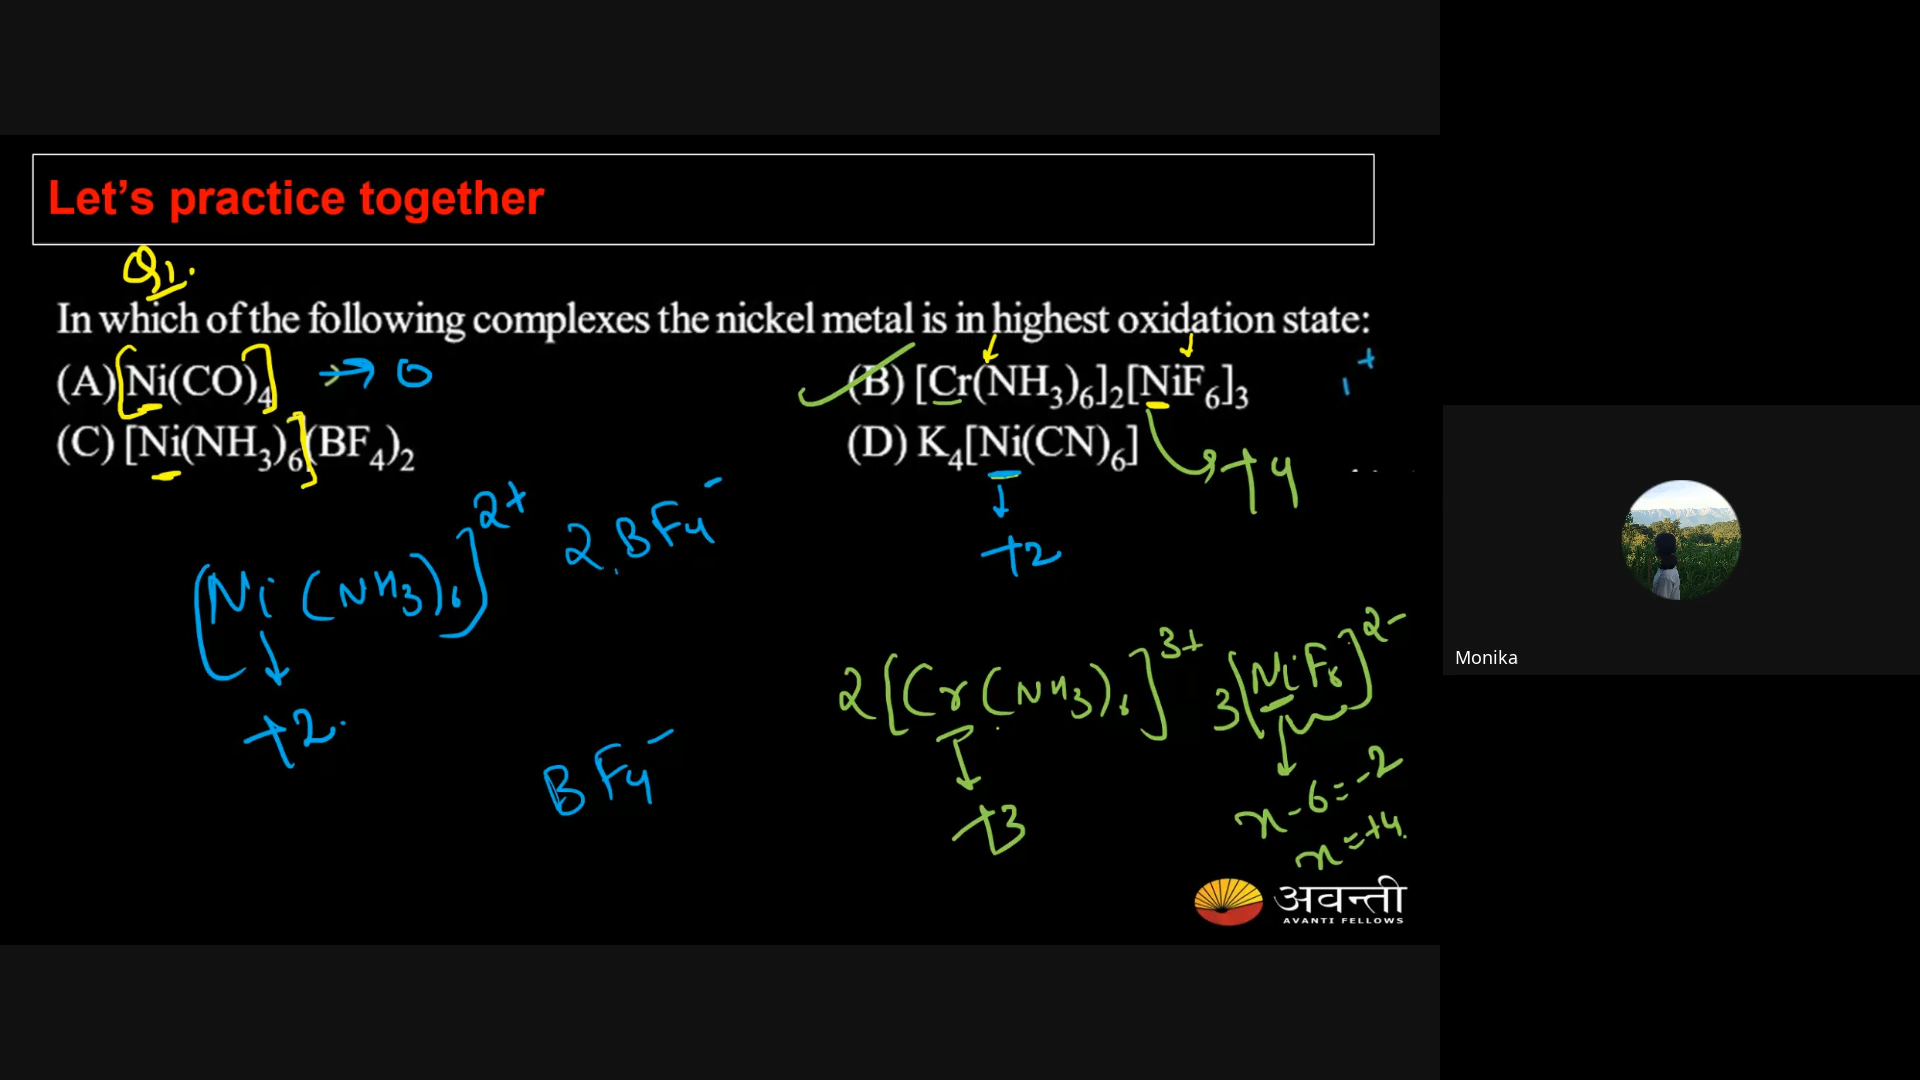 Let's practice together
Q1.
In which of the following complexes the nickel metal is in highest oxidation state:
(A) [Ni(CO)4] → 0
(B) [Cr(NH3)6]2[NiF6]3
1+
(C) [Ni(NH3)6](BF4)2
(D) K4[Ni(CN)6]
+4
+2
[Ni(NH3)6]2+ 2BF4-
+2
BF4-
2[Cr(NH3)6]3+ 3[NiF6]2-
+3
x-6=-2
x=+4.
अवन्ती
AVANTI FELLOWS
Monika